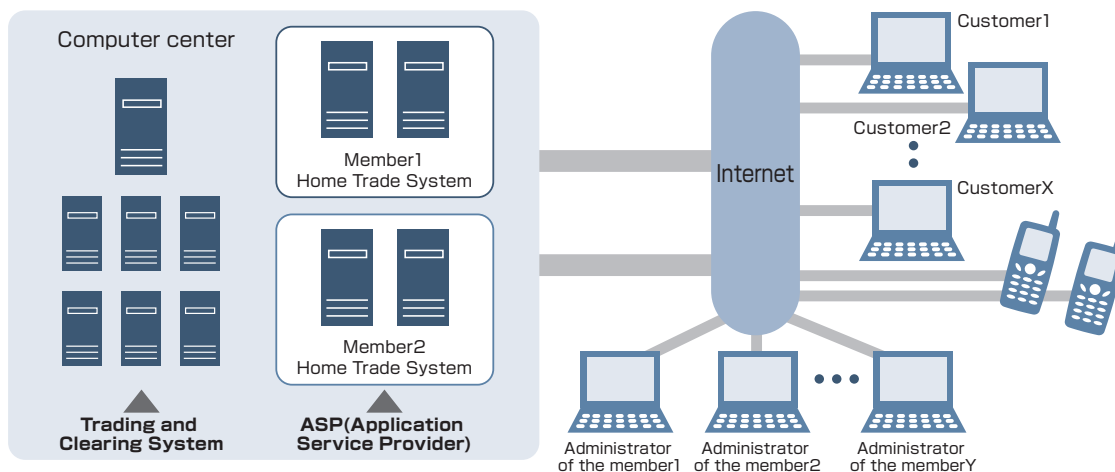 Computer center
Member1
Home Trade System
Member2
Home Trade System
Trading and
Clearing System
ASP(Application
Service Provider)
Internet
Customer1
Customer2
CustomerX
Administrator
of the member1
Administrator
of the member2
Administrator
of the memberY